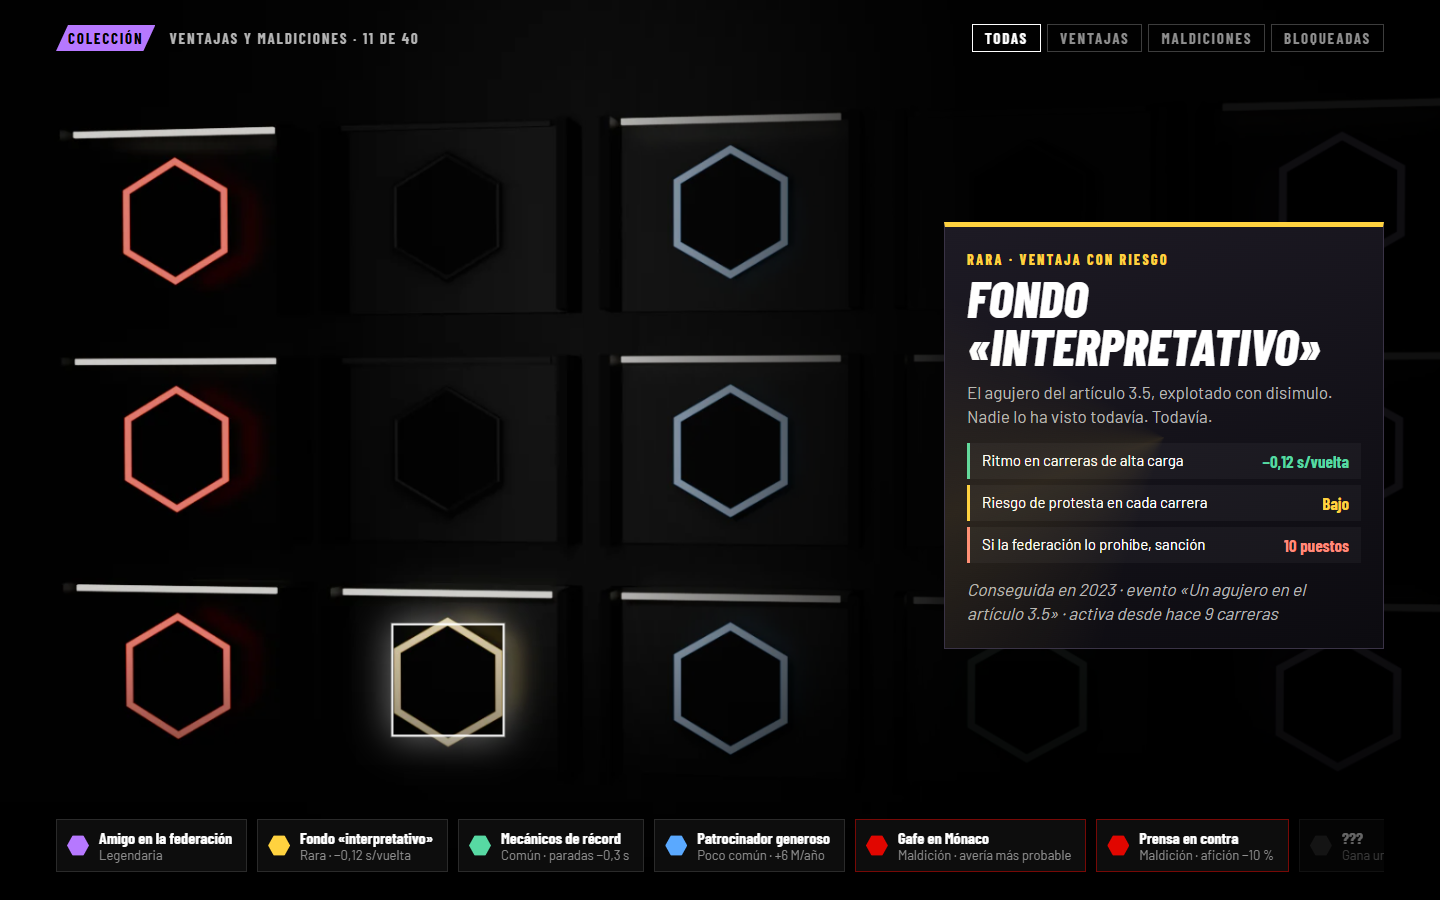 COLECCIÓN
VENTAJAS Y MALDICIONES · 11 DE 40
TODAS
VENTAJAS
MALDICIONES
BLOQUEADAS
RARA · VENTAJA CON RIESGO
FONDO
«INTERPRETATIVO»
El agujero del artículo 3.5, explotado con disimulo.
Nadie lo ha visto todavía. Todavía.
Ritmo en carreras de alta carga
−0,12 s/vuelta
Riesgo de protesta en cada carrera
Bajo
Si la federación lo prohíbe, sanción
10 puestos
Conseguida en 2023 · evento «Un agujero en el
artículo 3.5» · activa desde hace 9 carreras
Amigo en la federación
Legendaria
Fondo «interpretativo»
Rara · −0,12 s/vuelta
Mecánicos de récord
Común · paradas −0,3 s
Patrocinador generoso
Poco común · +6 M/año
Gafe en Mónaco
Maldición · avería más probable
Prensa en contra
Maldición · afición −10 %
???
Gana